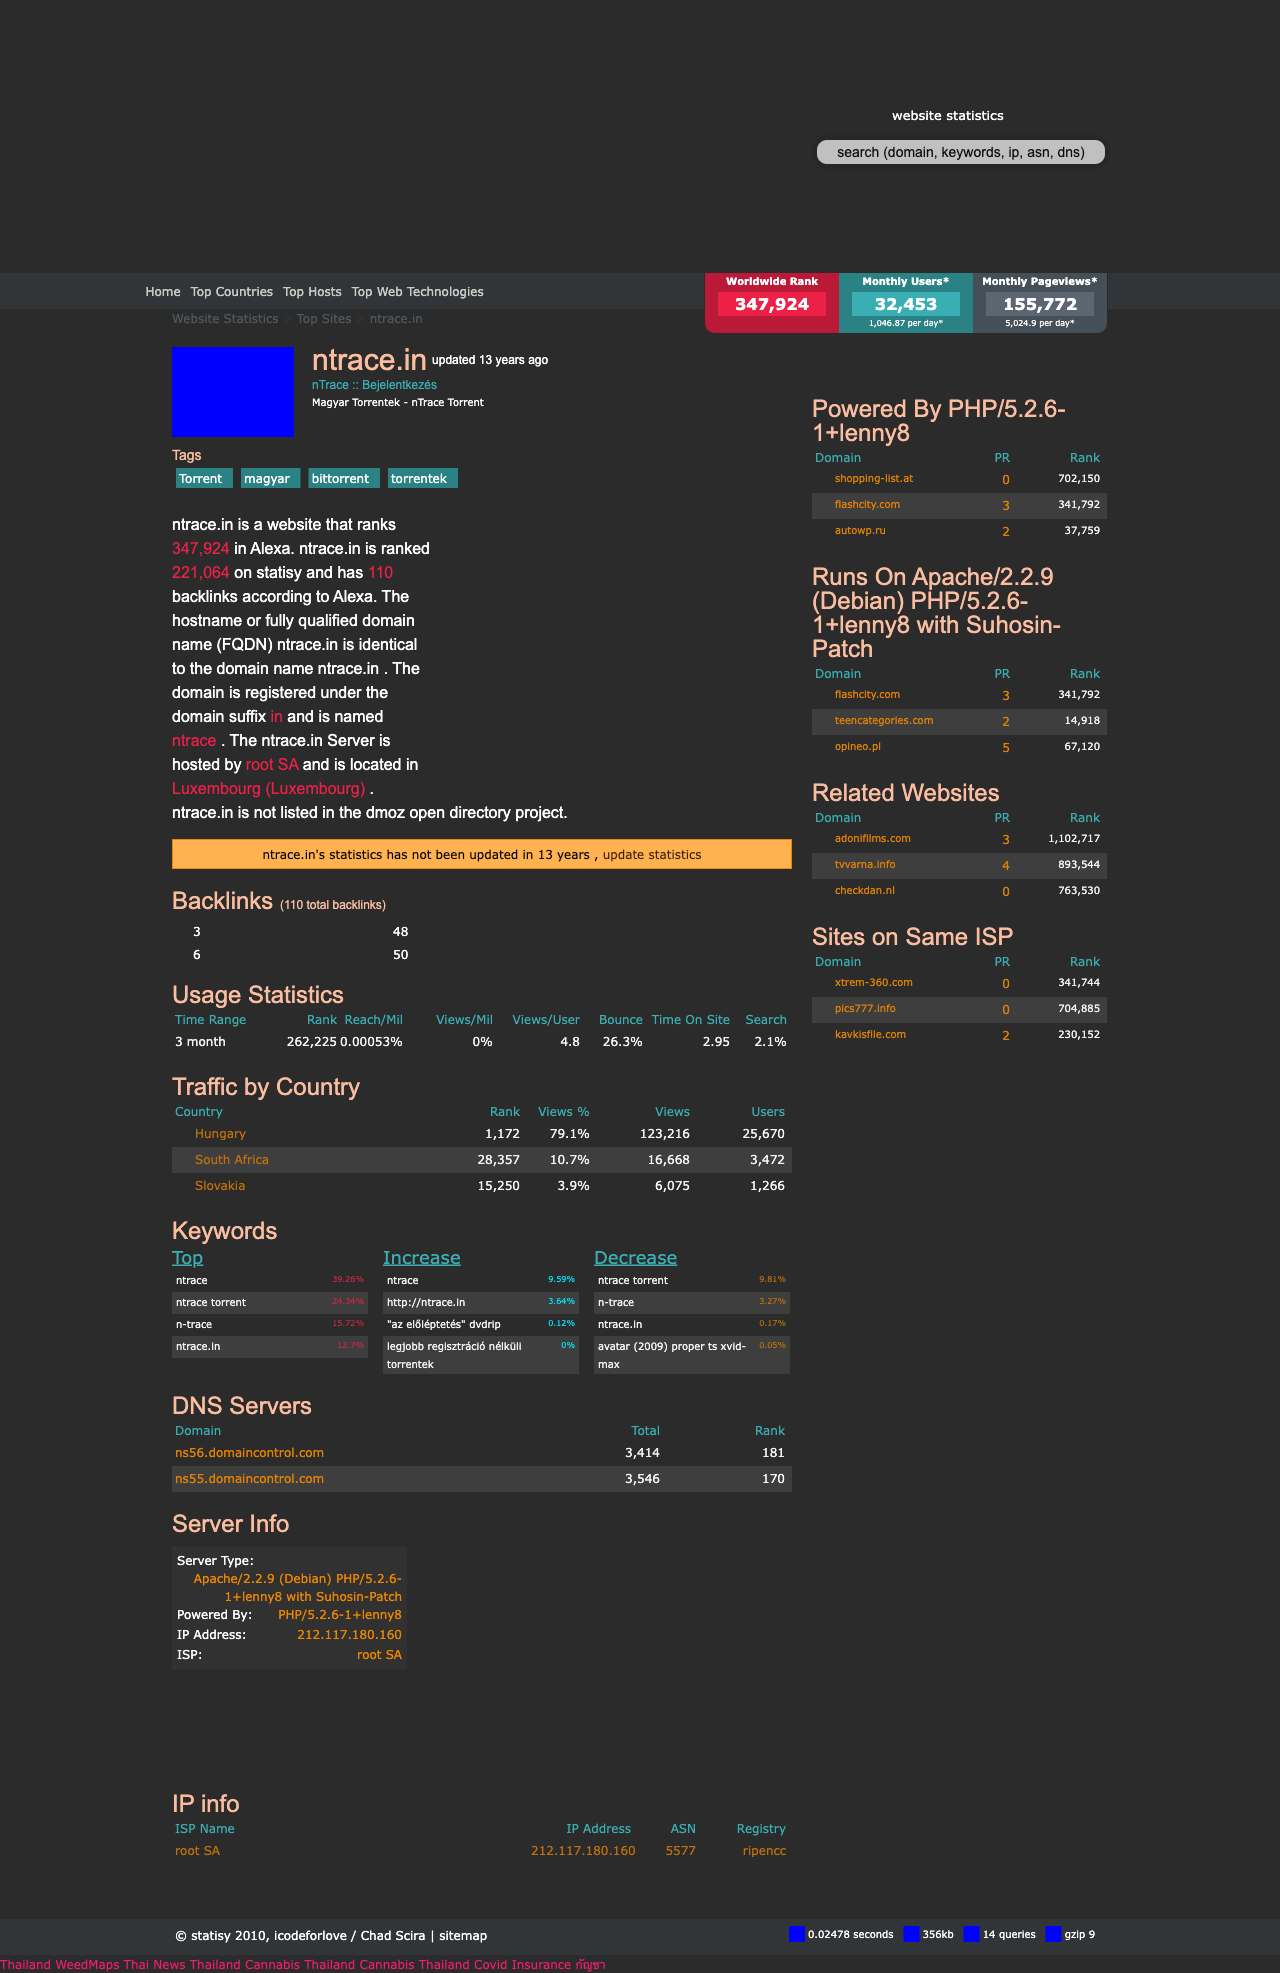 website statistics
search (domain, keywords, ip, asn, dns)
Home Top Countries Top Hosts Top Web Technologies
Worldwide Rank
347,924
Monthly Users*
32,453
1,046.87 per day*
Monthly Pageviews*
155,772
5,024.9 per day*
Website Statistics > Top Sites > ntrace.in
ntrace.in updated 13 years ago
nTrace :: Bejelentkezés
Magyar Torrentek - nTrace Torrent
Tags
Torrent magyar bittorrent torrentek
ntrace.in is a website that ranks
347,924 in Alexa. ntrace.in is ranked
221,064 on statisy and has 110
backlinks according to Alexa. The
hostname or fully qualified domain
name (FQDN) ntrace.in is identical
to the domain name ntrace.in . The
domain is registered under the
domain suffix in and is named
ntrace . The ntrace.in Server is
hosted by root SA and is located in
Luxembourg (Luxembourg) .
ntrace.in is not listed in the dmoz open directory project.
ntrace.in's statistics has not been updated in 13 years , update statistics
Backlinks (110 total backlinks)
3 48
6 50
Usage Statistics
Time Range Rank Reach/Mil Views/Mil Views/User Bounce Time On Site Search
3 month 262,225 0.00053% 0% 4.8 26.3% 2.95 2.1%
Traffic by Country
Country Rank Views % Views Users
Hungary 1,172 79.1% 123,216 25,670
South Africa 28,357 10.7% 16,668 3,472
Slovakia 15,250 3.9% 6,075 1,266
Keywords
Top
ntrace 39.26%
ntrace torrent 24.34%
n-trace 15.72%
ntrace.in 12.7%
Increase
ntrace 9.59%
http://ntrace.in 3.64%
"az előléptetés" dvdrip 0.12%
legjobb regisztráció nélküli 0%
torrentek
Decrease
ntrace torrent 9.81%
n-trace 3.27%
ntrace.in 0.17%
avatar (2009) proper ts xvid- 0.05%
max
DNS Servers
Domain Total Rank
ns56.domaincontrol.com 3,414 181
ns55.domaincontrol.com 3,546 170
Server Info
Server Type:
Apache/2.2.9 (Debian) PHP/5.2.6-
1+lenny8 with Suhosin-Patch
Powered By: PHP/5.2.6-1+lenny8
IP Address: 212.117.180.160
ISP: root SA
IP info
ISP Name IP Address ASN Registry
root SA 212.117.180.160 5577 ripencc
Powered By PHP/5.2.6-
1+lenny8
Domain PR Rank
shopping-list.at 0 702,150
flashcity.com 3 341,792
autowp.ru 2 37,759
Runs On Apache/2.2.9
(Debian) PHP/5.2.6-
1+lenny8 with Suhosin-
Patch
Domain PR Rank
flashcity.com 3 341,792
teencategories.com 2 14,918
opineo.pl 5 67,120
Related Websites
Domain PR Rank
adonifilms.com 3 1,102,717
tvvarna.info 4 893,544
checkdan.nl 0 763,530
Sites on Same ISP
Domain PR Rank
xtrem-360.com 0 341,744
pics777.info 0 704,885
kavkisfile.com 2 230,152
© statisy 2010, icodeforlove / Chad Scira | sitemap
0.02478 seconds 356kb 14 queries gzip 9
Thailand WeedMaps Thai News Thailand Cannabis Thailand Cannabis Thailand Covid Insurance กัญชา